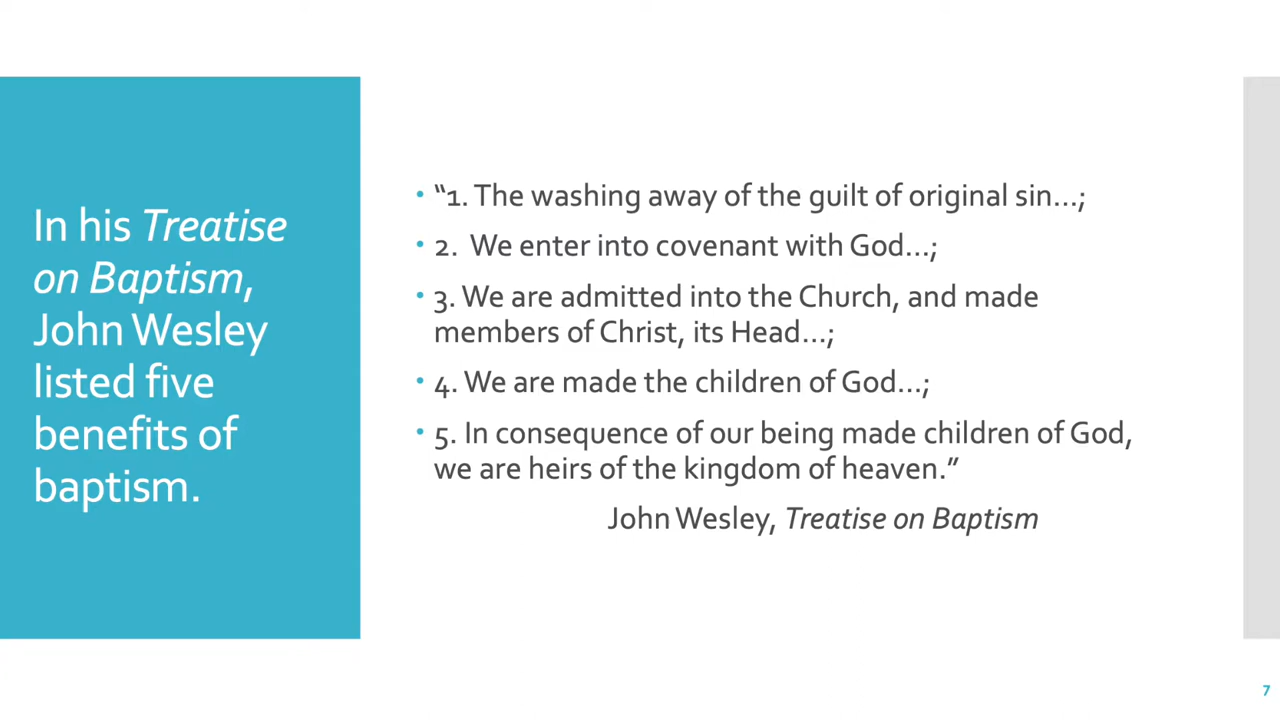 In his Treatise
on Baptism,
John Wesley
listed five
benefits of
baptism.
• “1. The washing away of the guilt of original sin...;
• 2.  We enter into covenant with God...;
• 3. We are admitted into the Church, and made
members of Christ, its Head...;
• 4. We are made the children of God...;
• 5. In consequence of our being made children of God,
we are heirs of the kingdom of heaven.”
John Wesley, Treatise on Baptism
7